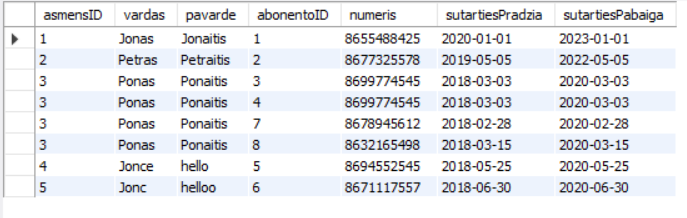 asmensID vardas pavarde abonentoID numeris sutartiesPradzia sutartiesPabaiga
1 Jonas Jonaitis 1 8655488425 2020-01-01 2023-01-01
2 Petras Petraitis 2 8677325578 2019-05-05 2022-05-05
3 Ponas Ponaitis 3 8699774545 2018-03-03 2020-03-03
3 Ponas Ponaitis 4 8699774545 2018-03-03 2020-03-03
3 Ponas Ponaitis 7 8678945612 2018-02-28 2020-02-28
3 Ponas Ponaitis 8 8632165498 2018-03-15 2020-03-15
4 Jonce hello 5 8694552545 2018-05-25 2020-05-25
5 Jonc helloo 6 8671117557 2018-06-30 2020-06-30